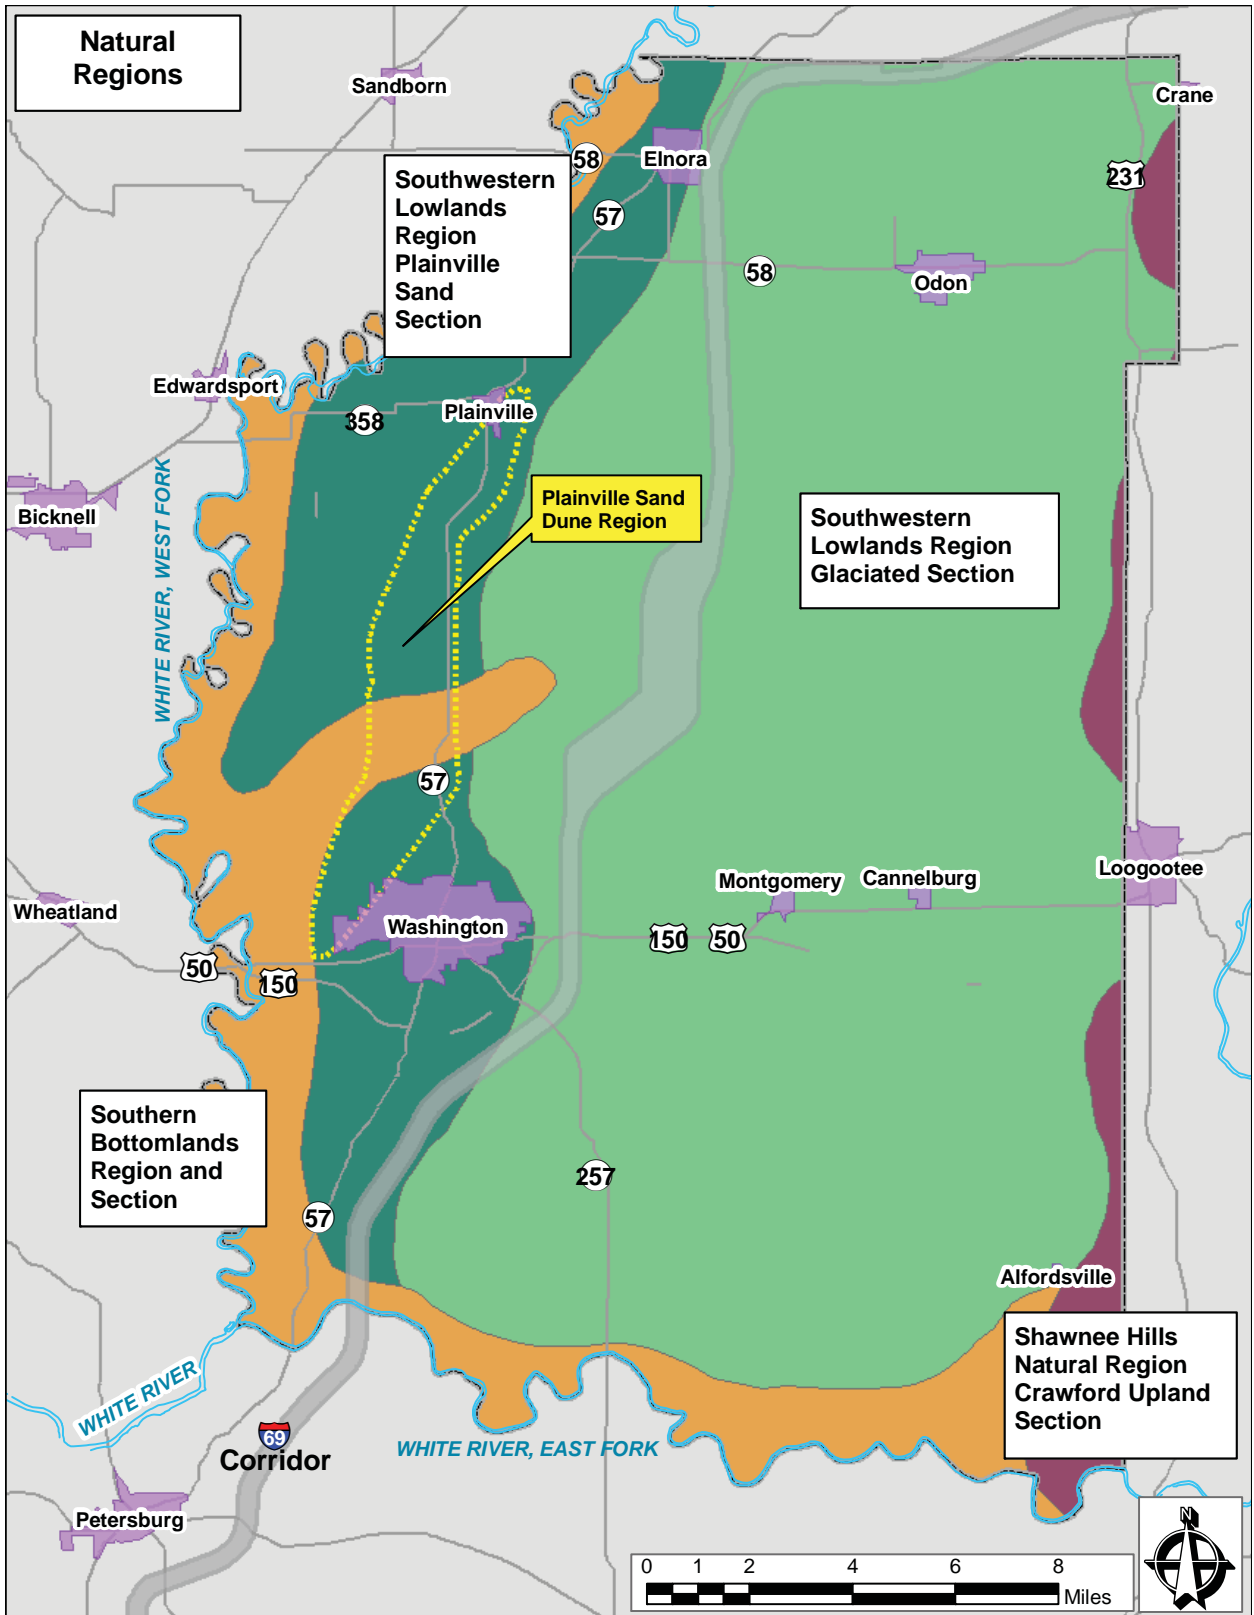 Natural
Regions
Sandborn
Crane
58
Elnora
231
Southwestern
Lowlands
Region
Plainville
Sand
Section
57
58
Odon
Edwardsport
358
Plainville
Plainville Sand
Dune Region
Bicknell
Southwestern
Lowlands Region
Glaciated Section
WHITE RIVER, WEST FORK
57
Loogootee
Montgomery
Cannelburg
Wheatland
Washington
150
50
50
150
Southern
Bottomlands
Region and
Section
257
57
Alfordsville
Shawnee Hills
Natural Region
Crawford Upland
Section
WHITE RIVER
69
Corridor
WHITE RIVER, EAST FORK
Petersburg
N
0 1 2 4 6 8
Miles